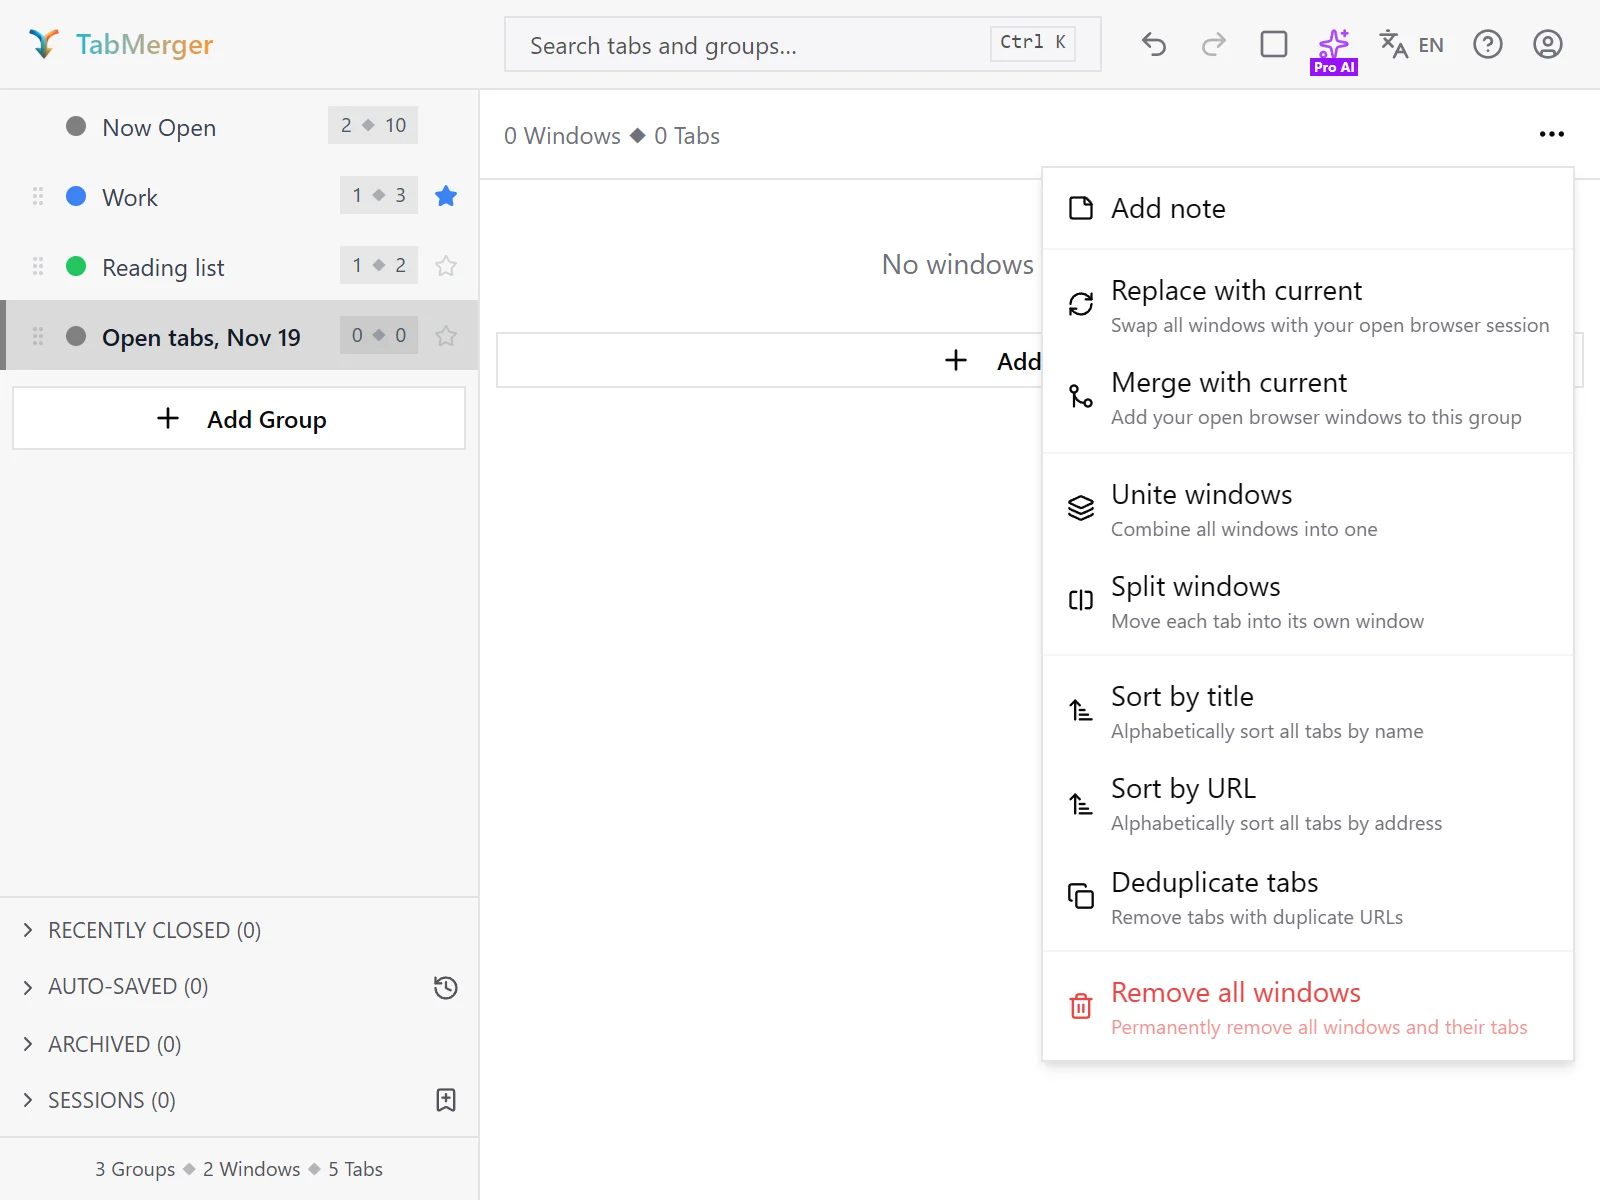 TabMerger
Search tabs and groups...
Ctrl K
Pro AI
EN
Now Open
2 ◆ 10
Work
1 ◆ 3
Reading list
1 ◆ 2
Open tabs, Nov 19
0 ◆ 0
Add Group
RECENTLY CLOSED (0)
AUTO-SAVED (0)
ARCHIVED (0)
SESSIONS (0)
3 Groups ◆ 2 Windows ◆ 5 Tabs
0 Windows ◆ 0 Tabs
No windows
Add
Add note
Replace with current
Swap all windows with your open browser session
Merge with current
Add your open browser windows to this group
Unite windows
Combine all windows into one
Split windows
Move each tab into its own window
Sort by title
Alphabetically sort all tabs by name
Sort by URL
Alphabetically sort all tabs by address
Deduplicate tabs
Remove tabs with duplicate URLs
Remove all windows
Permanently remove all windows and their tabs